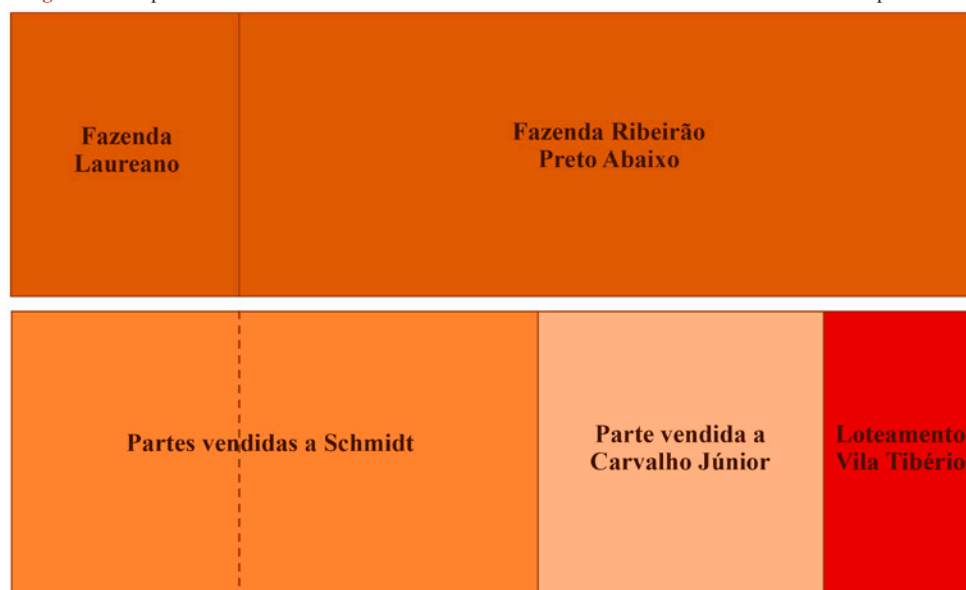 Fazenda
Laureano
Fazenda Ribeirão
Preto Abaixo
Partes vendidas a Schmidt
Parte vendida a
Carvalho Júnior
Loteamento
Vila Tibério